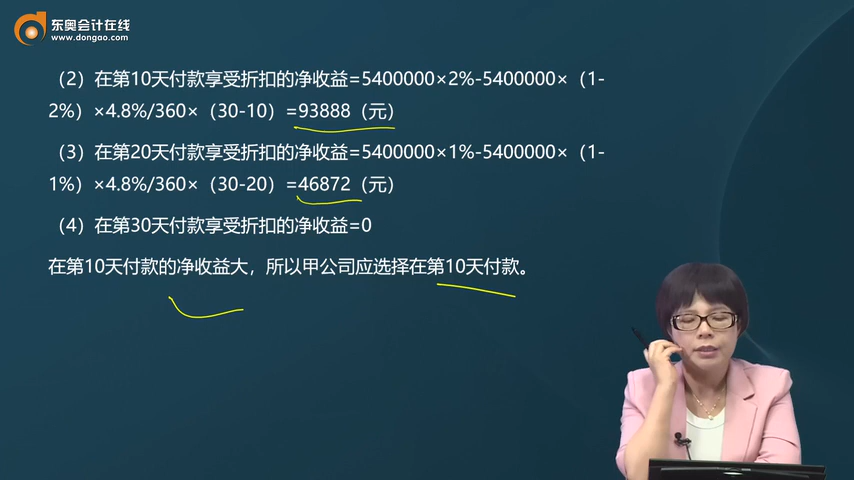 东奥会计在线
www.dongao.com
（2）在第10天付款享受折扣的净收益=5400000×2%-5400000×（1-
2%）×4.8%/360×（30-10）=93888（元）
（3）在第20天付款享受折扣的净收益=5400000×1%-5400000×（1-
1%）×4.8%/360×（30-20）=46872（元）
（4）在第30天付款享受折扣的净收益=0
在第10天付款的净收益大，所以甲公司应选择在第10天付款。